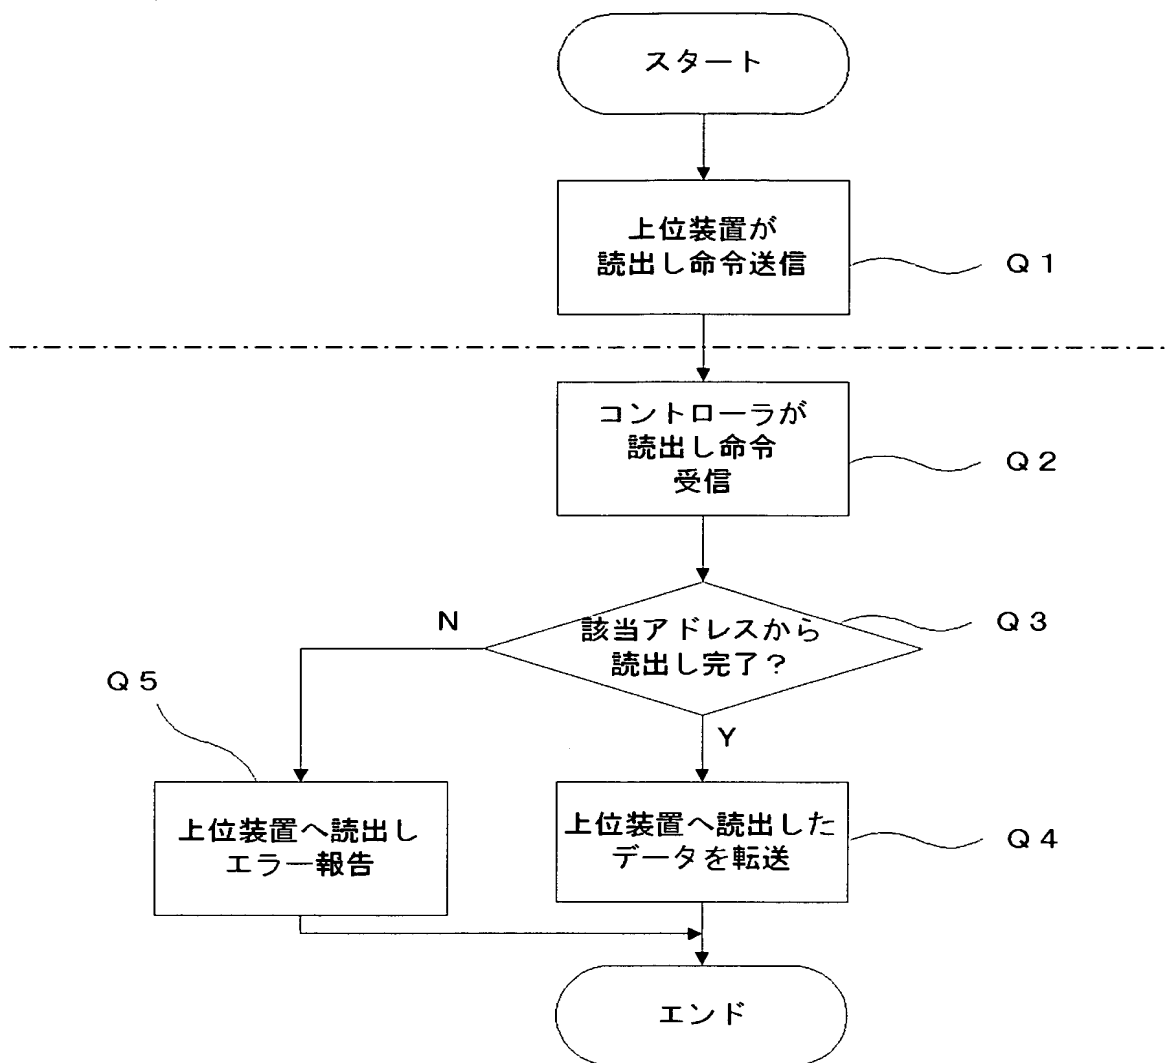 スタート
上位装置が
読出し命令送信
Q1
コントローラが
読出し命令
受信
Q2
該当アドレスから
読出し完了?
Q3
N
Y
Q5
上位装置へ読出し
エラー報告
上位装置へ読出した
データを転送
Q4
エンド